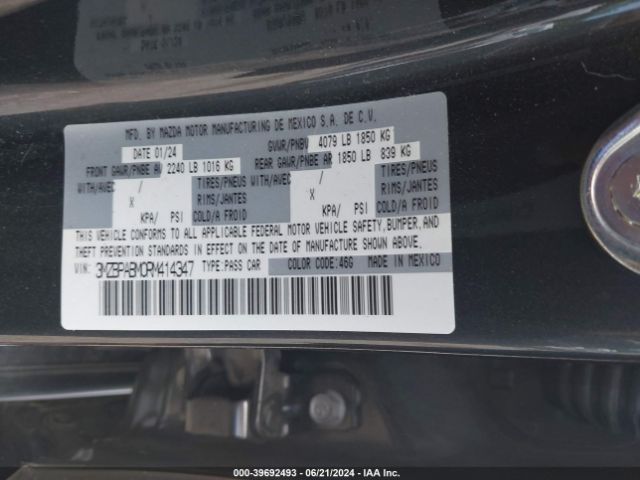 MFD. BY MAZDA MOTOR MANUFACTURING DE MEXICO S.A. DE C.V.
DATE 01/24 GVWR/PNBV 4079 LB 1850 KG
FRONT GAWR/PNBE AV 2240 LB 1016 KG REAR GAWR/PNBE AR 1850 LB 839 KG
WITH/AVEC / TIRES/PNEUS WITH/AVEC / TIRES/PNEUS
X RIMS/JANTES X RIMS/JANTES
KPA/ PSI COLD/A FROID KPA/ PSI COLD/A FROID
THIS VEHICLE CONFORMS TO ALL APPLICABLE FEDERAL MOTOR VEHICLE SAFETY, BUMPER, AND
THEFT PREVENTION STANDARDS IN EFFECT ON THE DATE OF MANUFACTURE SHOWN ABOVE.
VIN: 3MZBPABM0RM414347 TYPE:PASS CAR COLOR CODE:46G MADE IN MEXICO
000-39692493 - 06/21/2024 - IAA Inc.